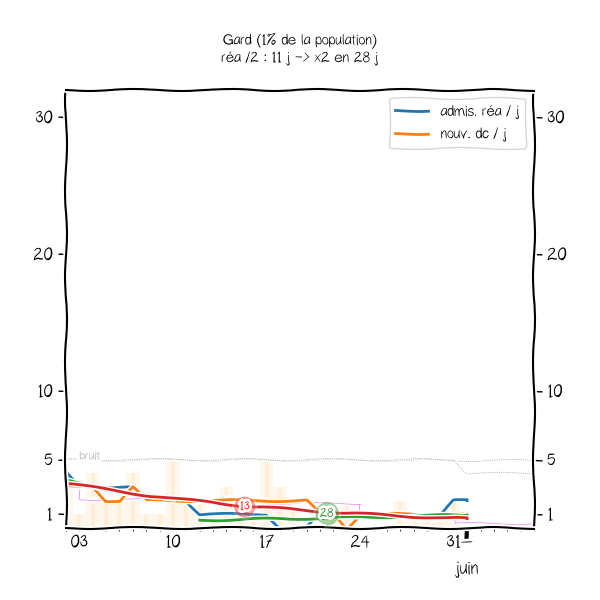 Gard (1% de la population)
réa /2 : 11 j -> x2 en 28 j
admis. réa / j
nouv. dc / j
30
30
20
20
10
10
5
bruit
5
1
13
28
1
03 10 17 24 31
juin